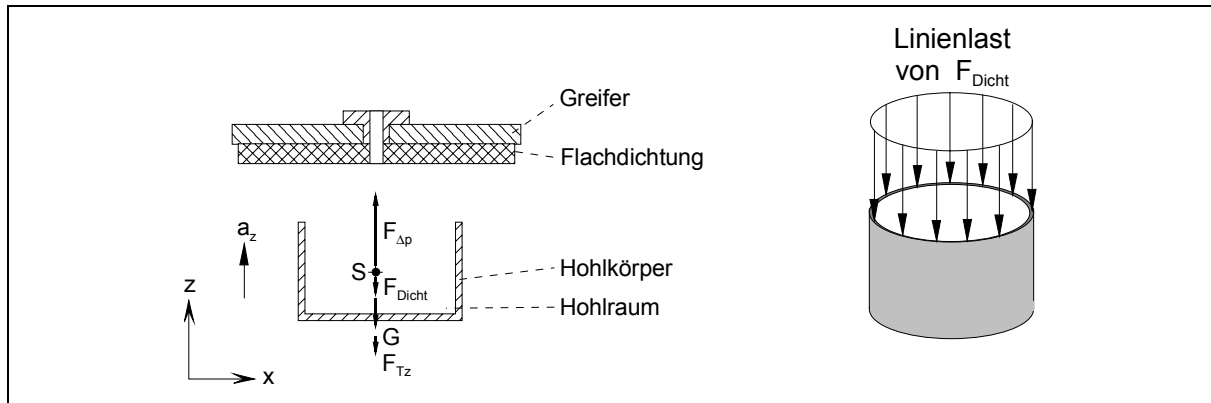 Linienlast
von F_Dicht
Greifer
Flachdichtung
a_z
F_Δp
S
F_Dicht
Hohlkörper
Hohlraum
z
G
F_Tz
x